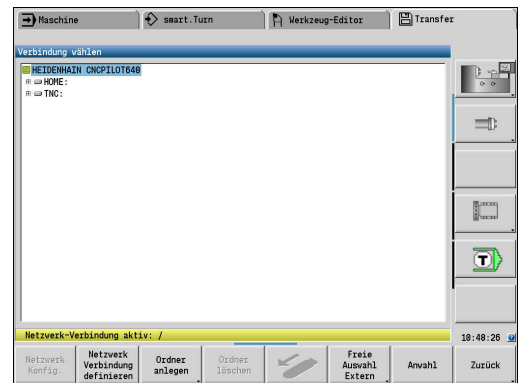 Maschine
smart.Turn
Werkzeug-Editor
Transfer
Verbindung wählen
HEIDENHAIN CNCPILOT640
HOME:
TNC:
T
Netzwerk-Verbindung aktiv: /
10:48:26
Netzwerk Konfig.
Netzwerk Verbindung definieren
Ordner anlegen
Ordner löschen
Freie Auswahl Extern
Anwahl
Zurück